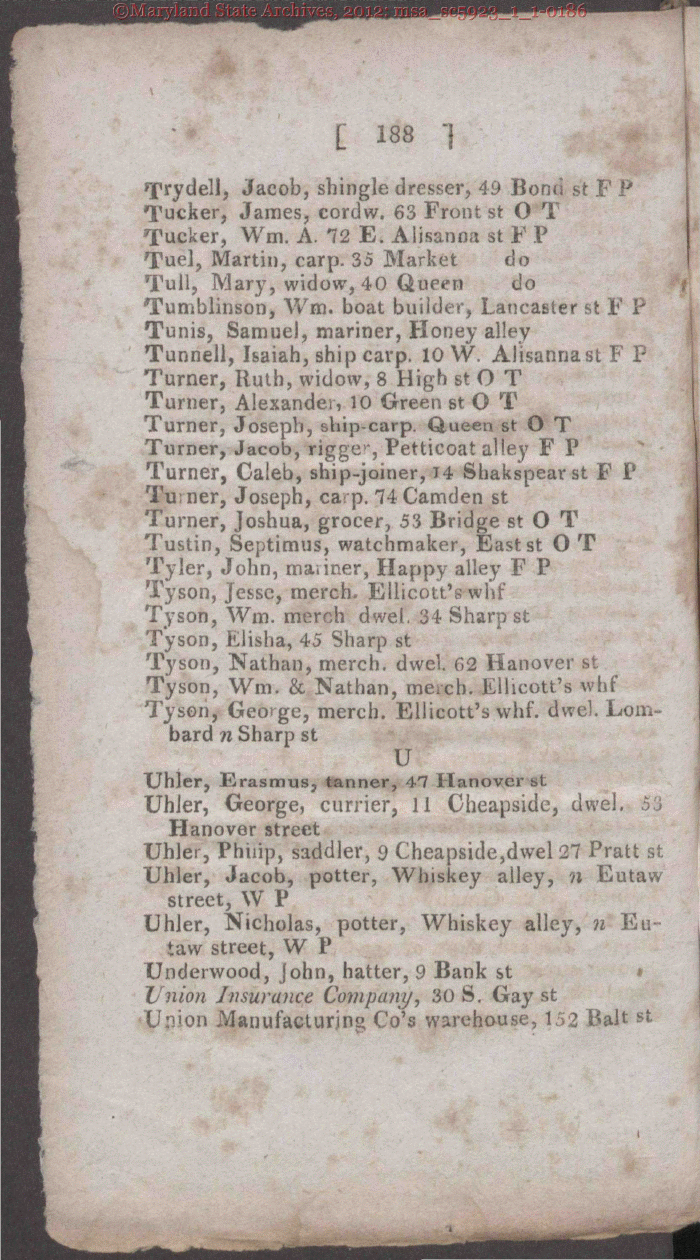 ©Maryland State Archives, 2012; msa_sc5923_1_1-0186
[ 188 ]
Trydell, Jacob, shingle dresser, 49 Bond st F P
Tucker, James, cordw. 63 Front st O T
Tucker, Wm. A. 72 E. Alisanna st F P
Tuel, Martin, carp. 35 Market do
Tull, Mary, widow, 40 Queen do
Tumblinson, Wm. boat builder, Lancaster st F P
Tunis, Samuel, mariner, Honey alley
Tunnell, Isaiah, ship carp. 10 W. Alisanna st F P
Turner, Ruth, widow, 8 High st O T
Turner, Alexander, 10 Green st O T
Turner, Joseph, ship-carp. Queen st O T
Turner, Jacob, rigger, Petticoat alley F P
Turner, Caleb, ship-joiner, 14 Shakspear st F P
Turner, Joseph, carp. 74 Camden st
Turner, Joshua, grocer, 53 Bridge st O T
Tustin, Septimus, watchmaker, East st O T
Tyler, John, mariner, Happy alley F P
Tyson, Jesse, merch. Ellicott's whf
Tyson, Wm. merch dwel. 34 Sharp st
Tyson, Elisha, 45 Sharp st
Tyson, Nathan, merch. dwel. 62 Hanover st
Tyson, Wm. & Nathan, merch. Ellicott's whf
Tyson, George, merch. Ellicott's whf. dwel. Lom-
bard n Sharp st
U
Uhler, Erasmus, tanner, 47 Hanover st
Uhler, George, currier, 11 Cheapside, dwel. 53
Hanover street
Uhler, Philip, saddler, 9 Cheapside,dwel 27 Pratt st
Uhler, Jacob, potter, Whiskey alley, n Eutaw
street, W P
Uhler, Nicholas, potter, Whiskey alley, n Eu-
taw street, W P
Underwood, John, hatter, 9 Bank st
Union Insurance Company, 30 S. Gay st
Union Manufacturing Co's warehouse, 152 Balt st